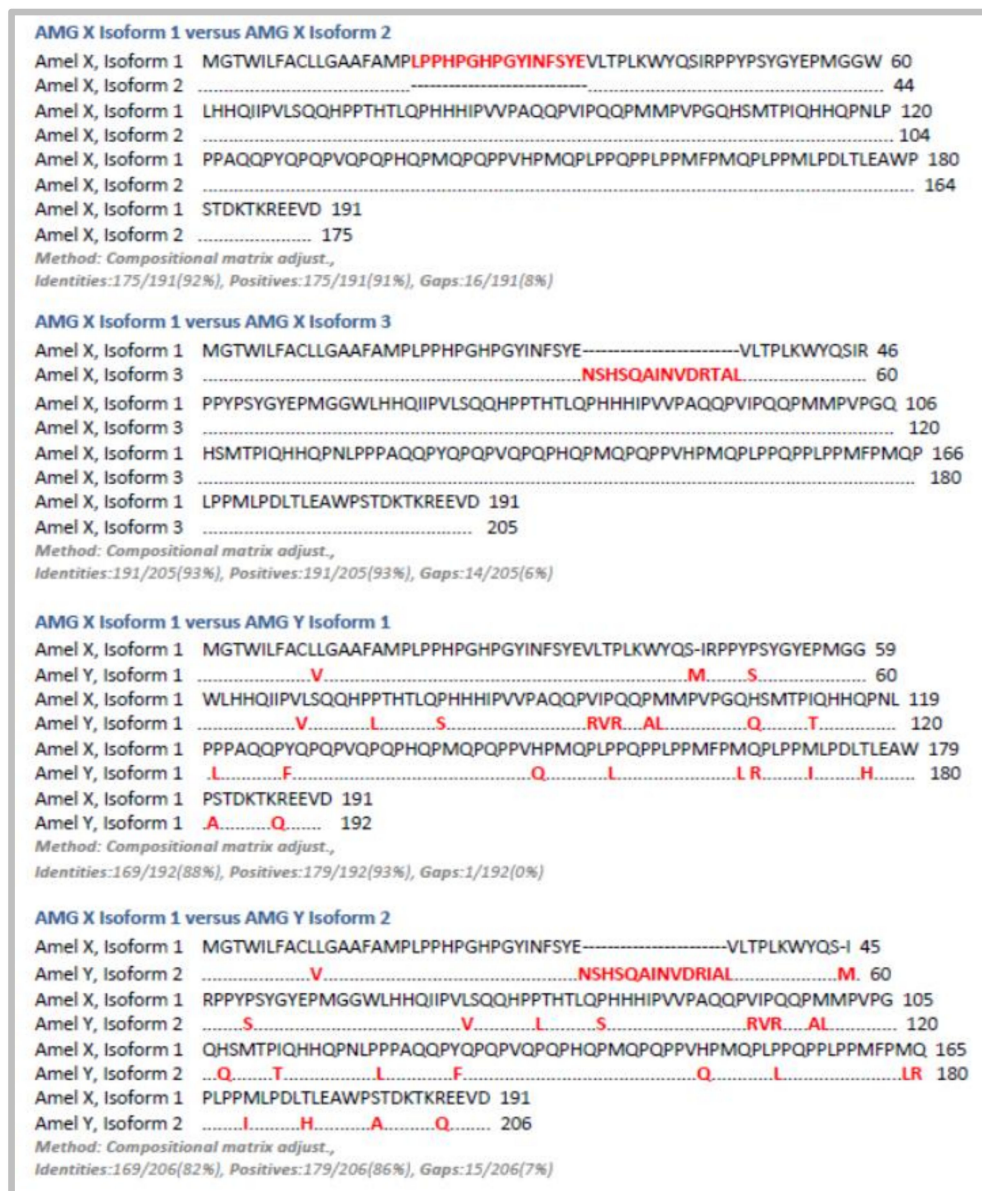 AMG X Isoform 1 versus AMG X Isoform 2
Amel X, Isoform 1 MGTWILFACLLGAAFAMPLPPHPGHPGYINFSYEVLTPLKWYQSIRPPYPSYGYEPMGGW 60
Amel X, Isoform 2 ..................----------------.......................... 44
Amel X, Isoform 1 LHHQIIPVLSQQHPPTHTLQPHHHIPVVPAQQPVIPQQPMMPVPGQHSMTPIQHHQPNLP 120
Amel X, Isoform 2 ............................................................ 104
Amel X, Isoform 1 PPAQQPYQPQPVQPQPHQPMQPQPPVHPMQPLPPQPPLPPMFPMQPLPPMLPDLTLEAWP 180
Amel X, Isoform 2 ............................................................ 164
Amel X, Isoform 1 STDKTKREEVD 191
Amel X, Isoform 2 ........... 175
Method: Compositional matrix adjust.,
Identities:175/191(92%), Positives:175/191(91%), Gaps:16/191(8%)
AMG X Isoform 1 versus AMG X Isoform 3
Amel X, Isoform 1 MGTWILFACLLGAAFAMPLPPHPGHPGYINFSYE--------------VLTPLKWYQSIR 46
Amel X, Isoform 3 ..................................NSHSQAINVDRTAL............ 60
Amel X, Isoform 1 PPYPSYGYEPMGGWLHHQIIPVLSQQHPPTHTLQPHHHIPVVPAQQPVIPQQPMMPVPGQ 106
Amel X, Isoform 3 ............................................................ 120
Amel X, Isoform 1 HSMTPIQHHQPNLPPPAQQPYQPQPVQPQPHQPMQPQPPVHPMQPLPPQPPLPPMFPMQP 166
Amel X, Isoform 3 ............................................................ 180
Amel X, Isoform 1 LPPMLPDLTLEAWPSTDKTKREEVD 191
Amel X, Isoform 3 ......................... 205
Method: Compositional matrix adjust.,
Identities:191/205(93%), Positives:191/205(93%), Gaps:14/205(6%)
AMG X Isoform 1 versus AMG Y Isoform 1
Amel X, Isoform 1 MGTWILFACLLGAAFAMPLPPHPGHPGYINFSYEVLTPLKWYQS-IRPPYPSYGYEPMGG 59
Amel Y, Isoform 1 .........V..................................M....S.......... 60
Amel X, Isoform 1 WLHHQIIPVLSQQHPPTHTLQPHHHIPVVPAQQPVIPQQPMMPVPGQHSMTPIQHHQPNL 119
Amel Y, Isoform 1 ........V.....L.....S............RVR..AL.......Q....T....... 120
Amel X, Isoform 1 PPPAQQPYQPQPVQPQPHQPMQPQPPVHPMQPLPPQPPLPPMFPMQPLPPMLPDLTLEAW 179
Amel Y, Isoform 1 .L.....F...................Q......L.........L R...I....H.... 180
Amel X, Isoform 1 PSTDKTKREEVD 191
Amel Y, Isoform 1 .A.....Q.... 192
Method: Compositional matrix adjust.,
Identities:169/192(88%), Positives:179/192(93%), Gaps:1/192(0%)
AMG X Isoform 1 versus AMG Y Isoform 2
Amel X, Isoform 1 MGTWILFACLLGAAFAMPLPPHPGHPGYINFSYE--------------VLTPLKWYQS-I 45
Amel Y, Isoform 2 .........V........................NSHSQAINVDRIAL..........M. 60
Amel X, Isoform 1 RPPYPSYGYEPMGGWLHHQIIPVLSQQHPPTHTLQPHHHIPVVPAQQPVIPQQPMMPVPG 105
Amel Y, Isoform 2 ....S..................V.....L.....S............RVR..AL..... 120
Amel X, Isoform 1 QHSMTPIQHHQPNLPPPAQQPYQPQPVQPQPHQPMQPQPPVHPMQPLPPQPPLPPMFPMQ 165
Amel Y, Isoform 2 ..Q....T........L.....F...................Q......L.........LR 180
Amel X, Isoform 1 PLPPMLPDLTLEAWPSTDKTKREEVD 191
Amel Y, Isoform 2 ....I....H.....A.....Q.... 206
Method: Compositional matrix adjust.,
Identities:169/206(82%), Positives:179/206(86%), Gaps:15/206(7%)